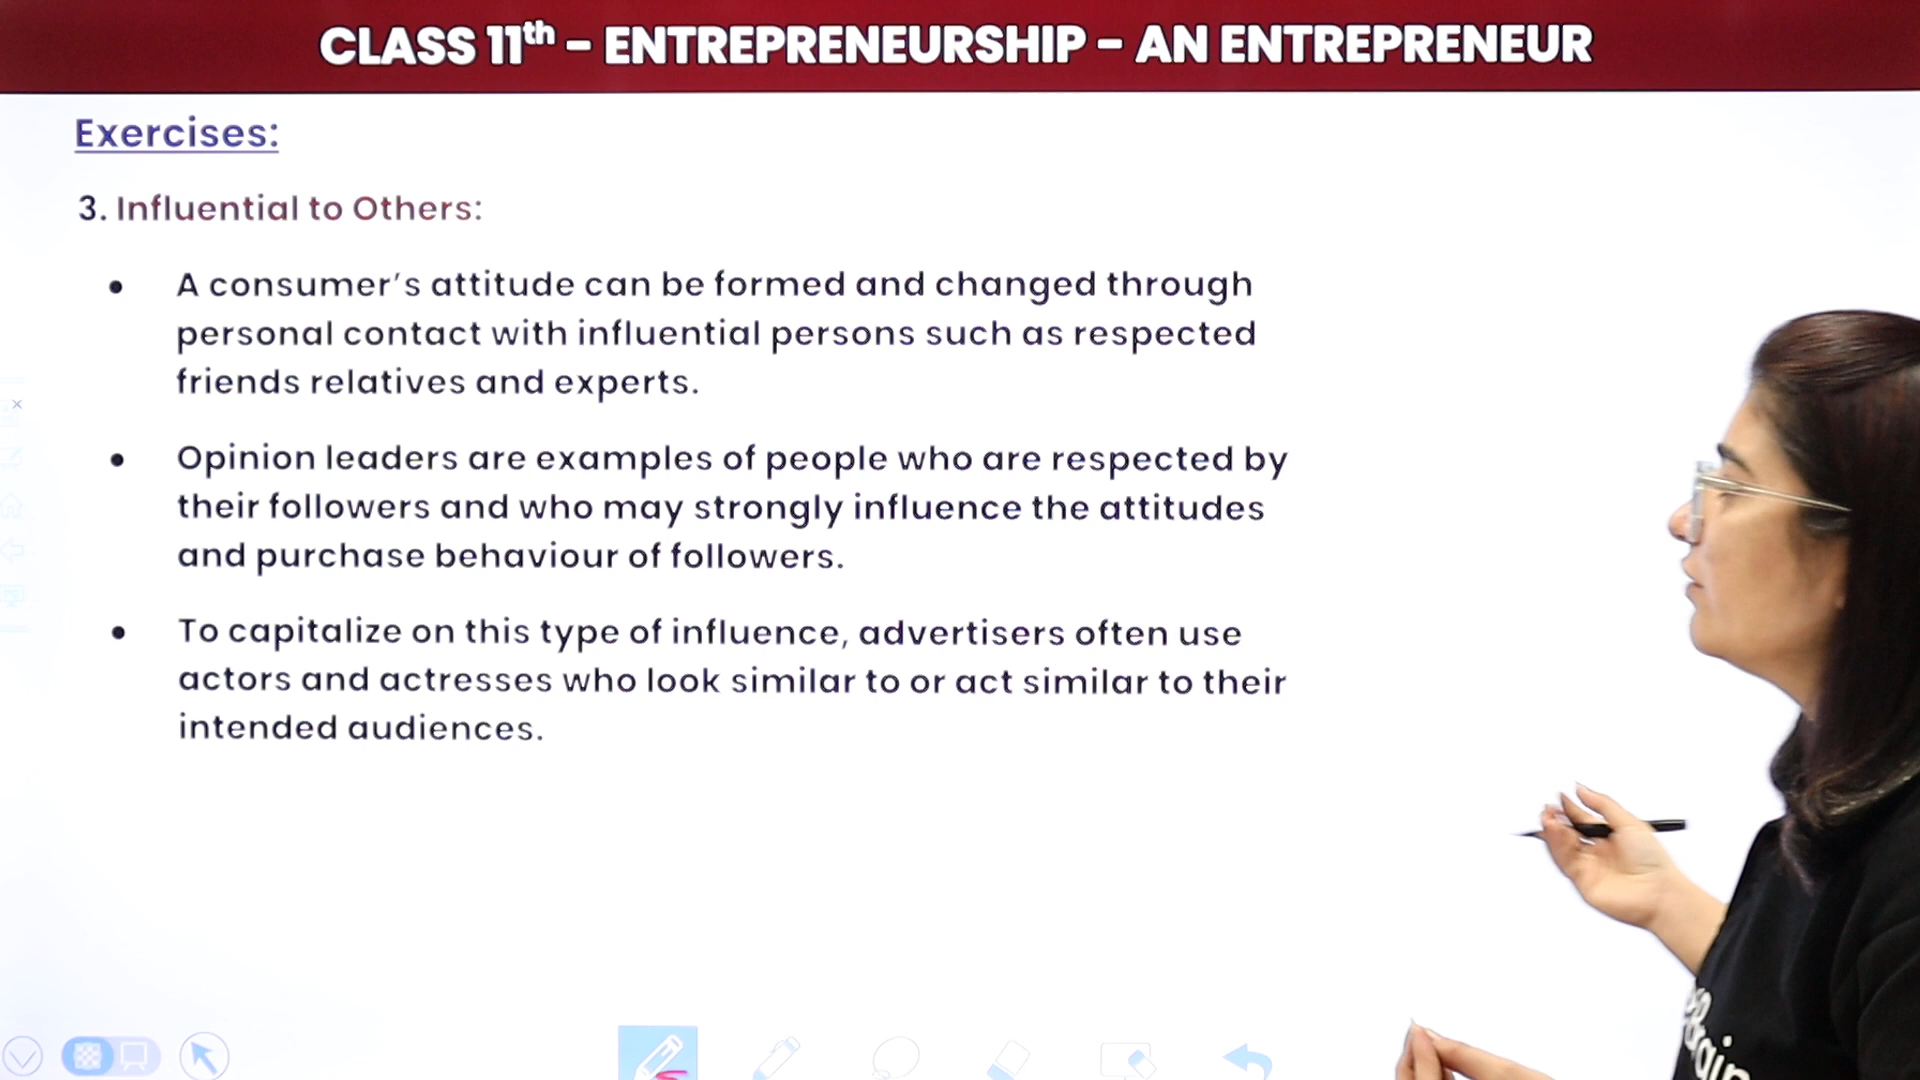 CLASS 11th – ENTREPRENEURSHIP – AN ENTREPRENEUR
Exercises:
3. Influential to Others:
• A consumer's attitude can be formed and changed through
personal contact with influential persons such as respected
friends relatives and experts.
• Opinion leaders are examples of people who are respected by
their followers and who may strongly influence the attitudes
and purchase behaviour of followers.
• To capitalize on this type of influence, advertisers often use
actors and actresses who look similar to or act similar to their
intended audiences.